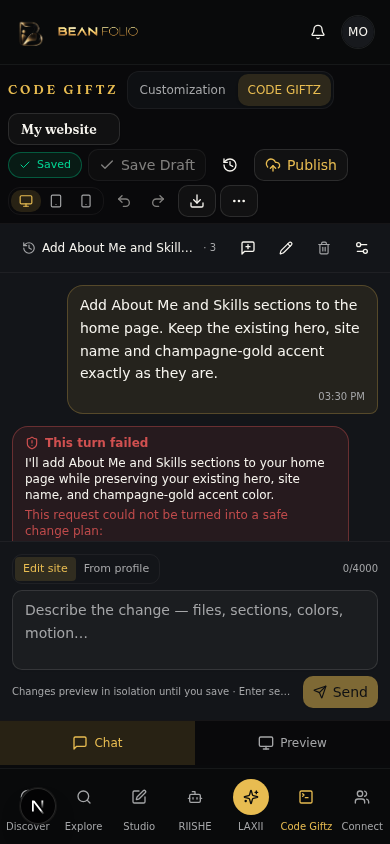 BEAN FOLIO
MO
CODE GIFTZ
Customization
CODE GIFTZ
My website
Saved
Save Draft
Publish
Add About Me and Skill...
· 3
Add About Me and Skills sections to the
home page. Keep the existing hero, site
name and champagne-gold accent
exactly as they are.
03:30 PM
This turn failed
I'll add About Me and Skills sections to your home
page while preserving your existing hero, site
name, and champagne-gold accent color.
This request could not be turned into a safe
change plan:
Edit site
From profile
0/4000
Describe the change — files, sections, colors,
motion...
Changes preview in isolation until you save · Enter se...
Send
Chat
Preview
N
Discover
Explore
Studio
RIISHE
LAXII
Code Giftz
Connect